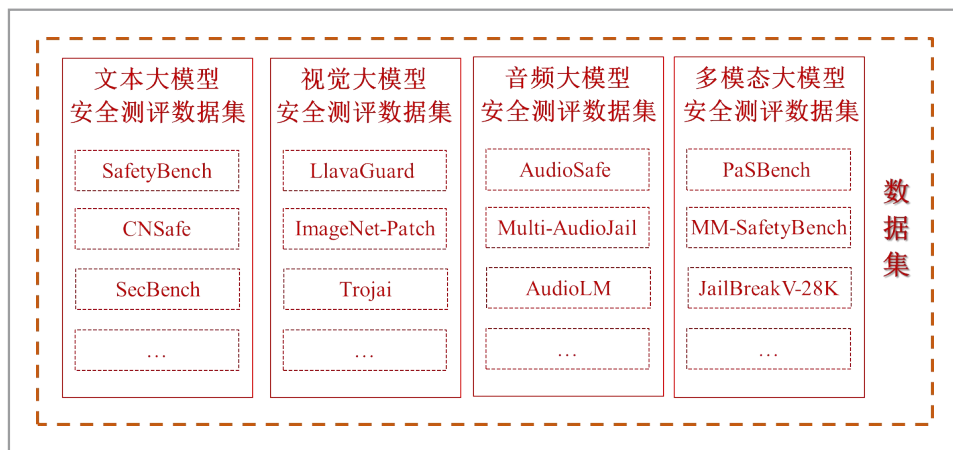 文本大模型
安全测评数据集
SafetyBench
CNSafe
SecBench
...
视觉大模型
安全测评数据集
LlavaGuard
ImageNet-Patch
Trojai
...
音频大模型
安全测评数据集
AudioSafe
Multi-AudioJail
AudioLM
...
多模态大模型
安全测评数据集
PaSBench
MM-SafetyBench
JailBreakV-28K
...
数据集